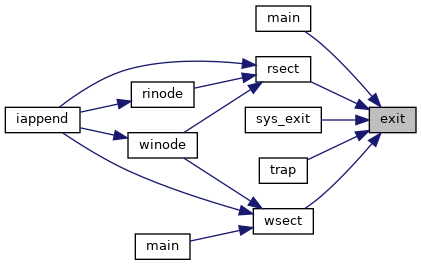 main
rsect
rinode
iappend
sys_exit
exit
winode
trap
wsect
main